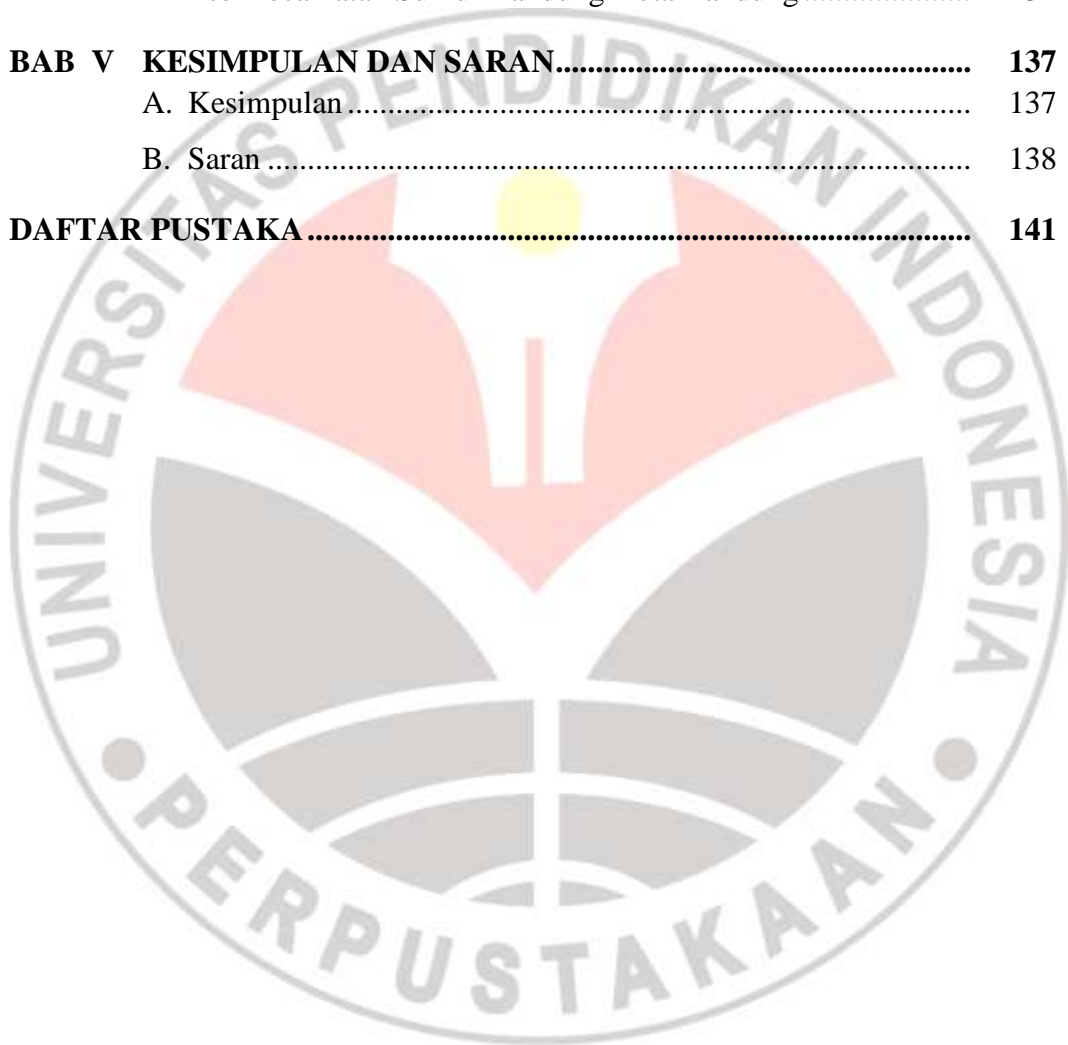 BAB V KESIMPULAN DAN SARAN........................................................ 137
A. Kesimpulan........................................................ 137
B. Saran........................................................ 138
DAFTAR PUSTAKA........................................................ 141
UNIVERSITAS PENDIDIKAN INDONESIA
PERPUSTAKAAN